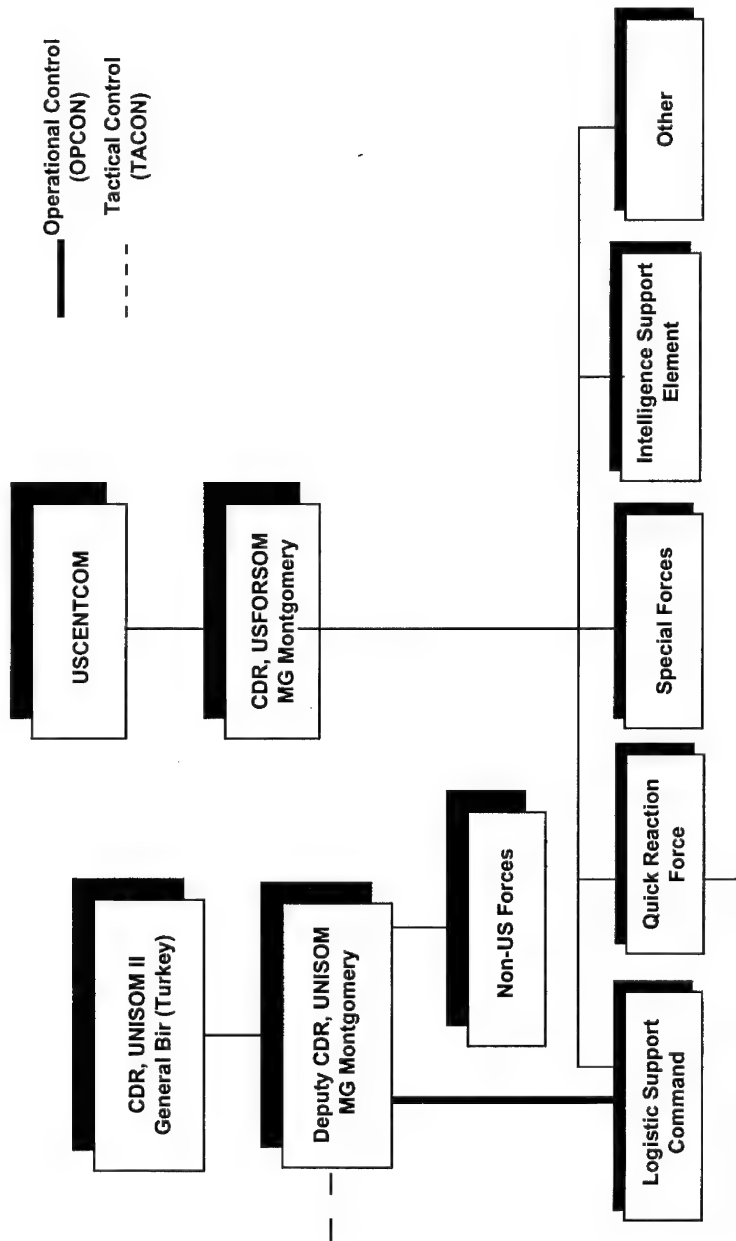 Operational Control
(OPCON)
Tactical Control
(TACON)
USCENTCOM
CDR, USFORSOM
MG Montgomery
CDR, UNISOM II
General Bir (Turkey)
Deputy CDR, UNISOM
MG Montgomery
Non-US Forces
Logistic Support
Command
Quick Reaction
Force
Special Forces
Intelligence Support
Element
Other